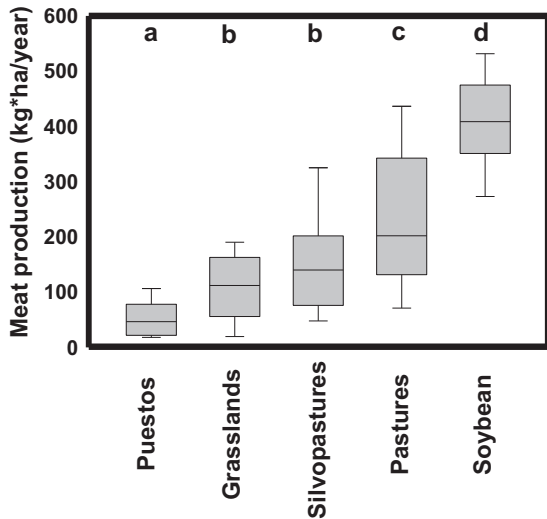 Meat production (kg*ha/year)
600
500
400
300
200
100
0
a b b c d
Puestos
Grasslands
Silvopastures
Pastures
Soybean